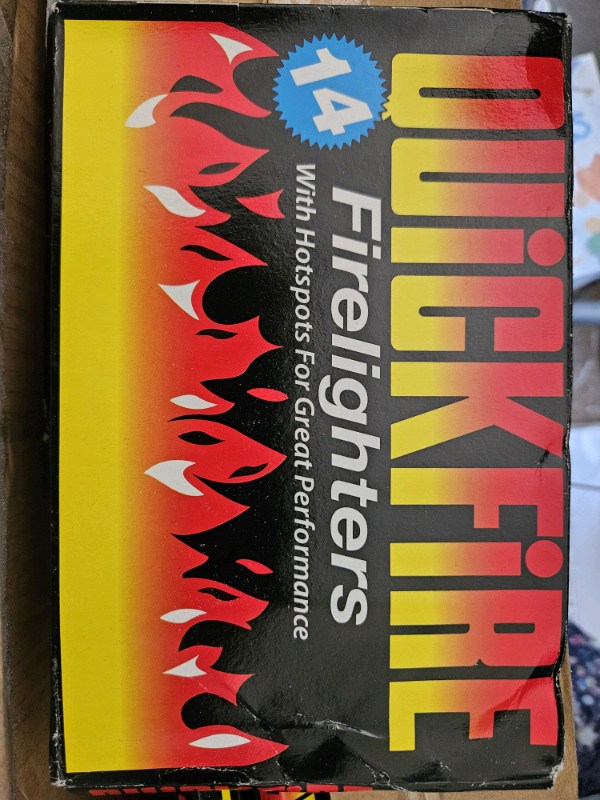 QUiCKFiRE
14
Firelighters
With Hotspots For Great Performance